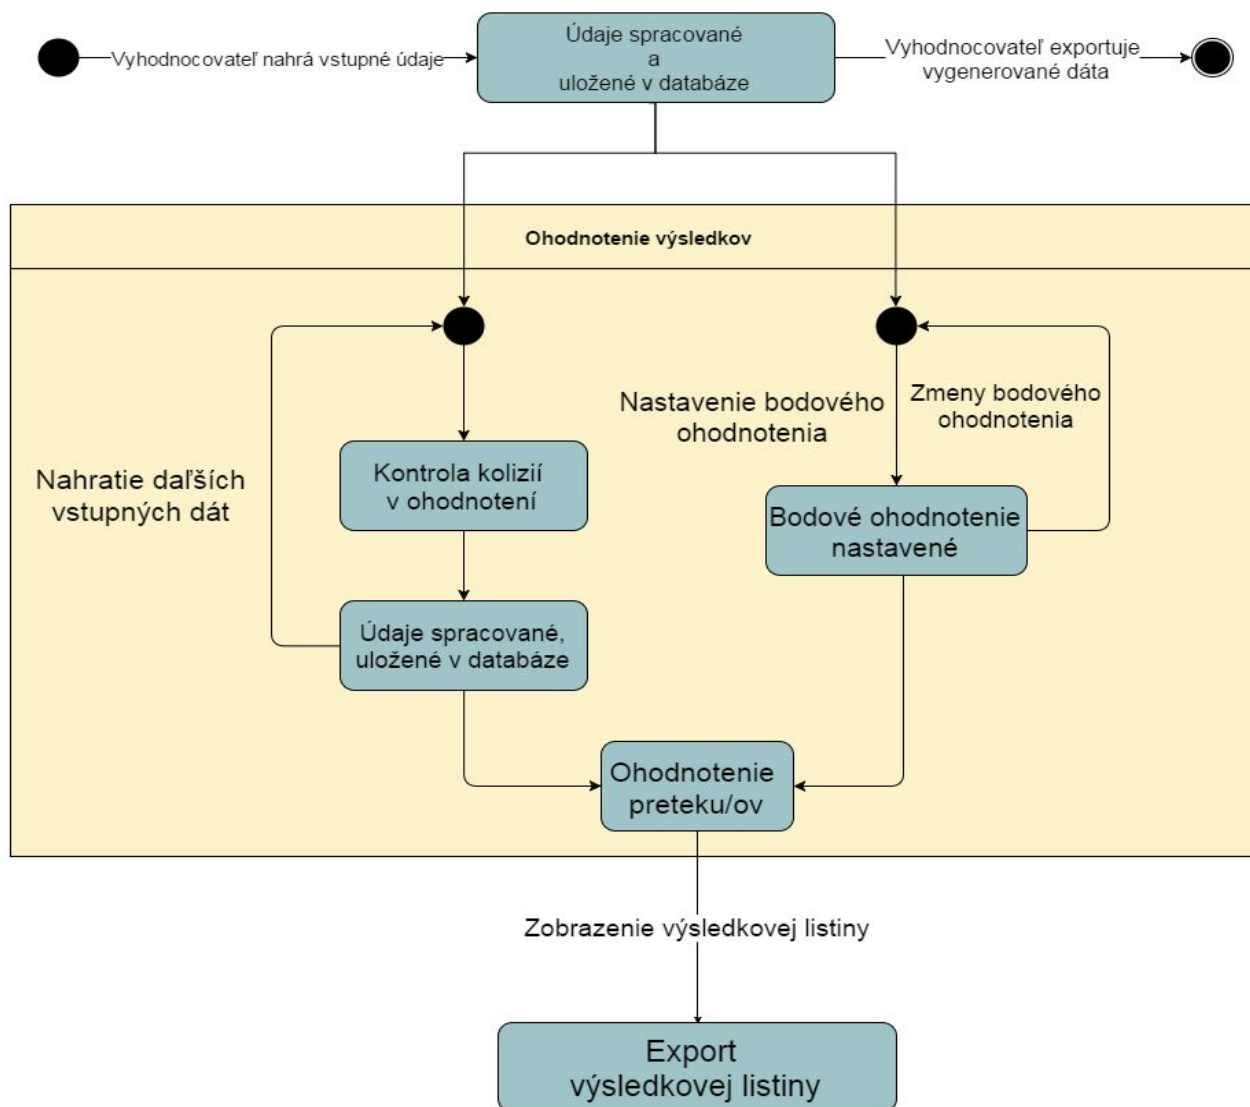 Vyhodnocovateľ nahrá vstupné údaje
Údaje spracované
a
uložené v databáze
Vyhodnocovateľ exportuje
vygenerované dáta
Ohodnotenie výsledkov
Nahratie daľších
vstupných dát
Kontrola kolizií
v ohodnotení
Údaje spracované,
uložené v databáze
Nastavenie bodového
ohodnotenia
Zmeny bodového
ohodnotenia
Bodové ohodnotenie
nastavené
Ohodnotenie
preteku/ov
Zobrazenie výsledkovej listiny
Export
výsledkovej listiny